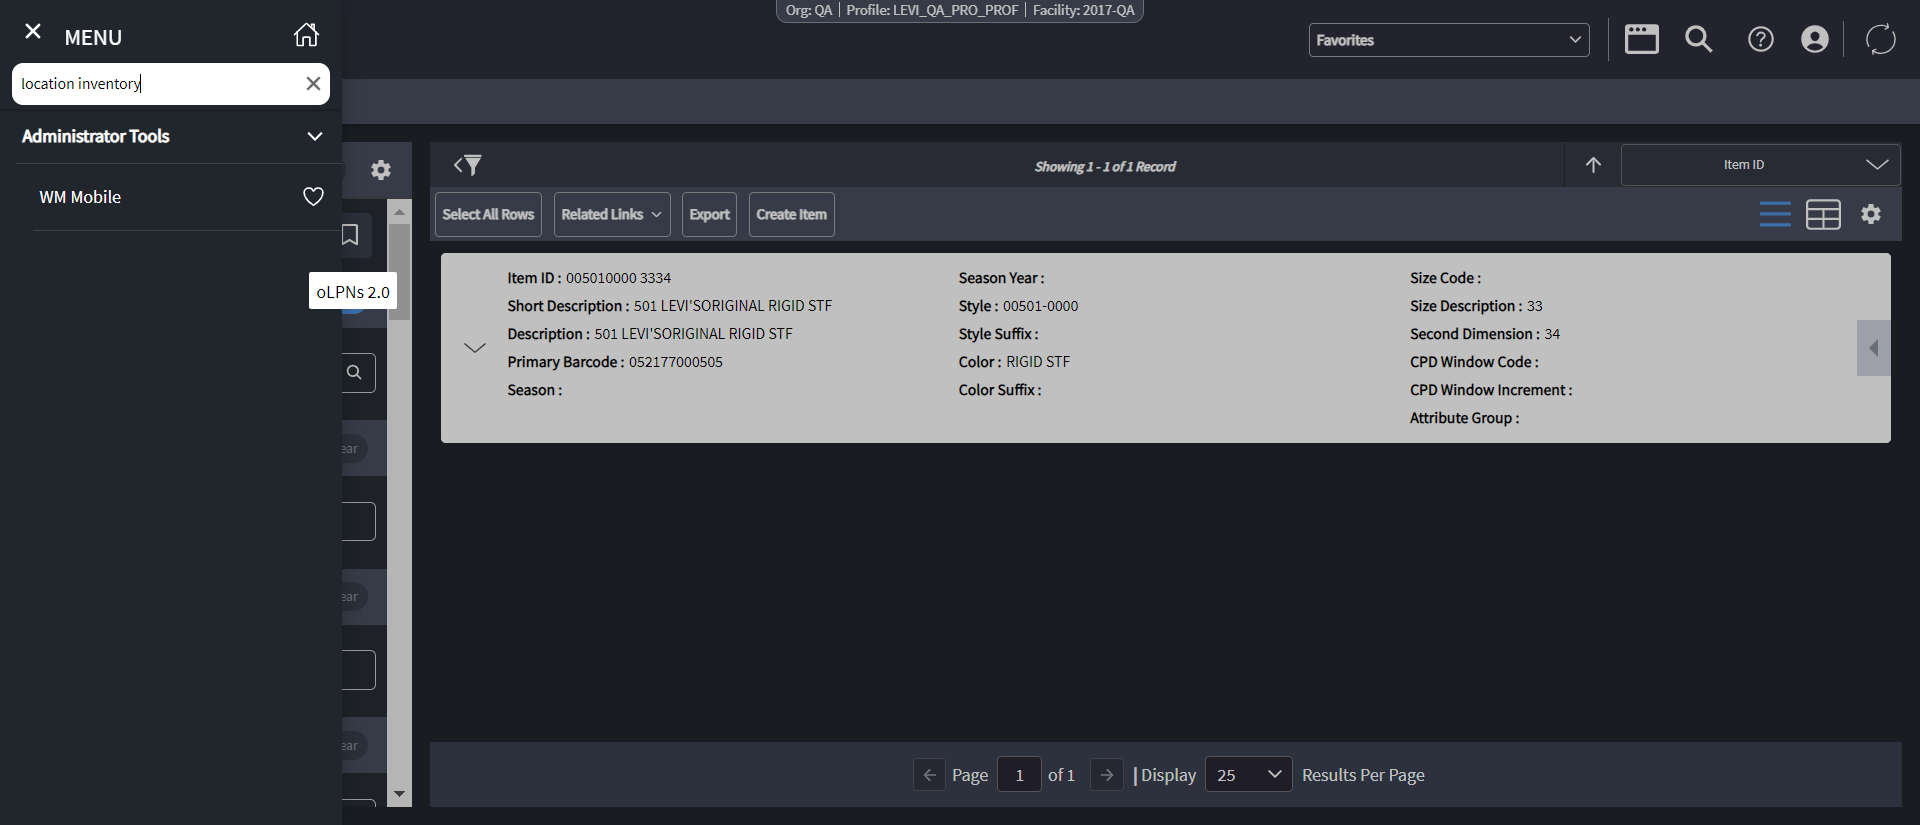 Org: QA | Profile: LEVI_QA_PRO_PROF | Facility: 2017-QA
MENU
Favorites
location inventory
Administrator Tools
WM Mobile
oLPNs 2.0
ear
ear
ear
Showing 1 - 1 of 1 Record
Item ID
Select All Rows
Related Links
Export
Create Item
Item ID : 005010000 3334
Short Description : 501 LEVI'SORIGINAL RIGID STF
Description : 501 LEVI'SORIGINAL RIGID STF
Primary Barcode : 052177000505
Season :
Season Year :
Style : 00501-0000
Style Suffix :
Color : RIGID STF
Color Suffix :
Size Code :
Size Description : 33
Second Dimension : 34
CPD Window Code :
CPD Window Increment :
Attribute Group :
Page 1 of 1 | Display 25 Results Per Page